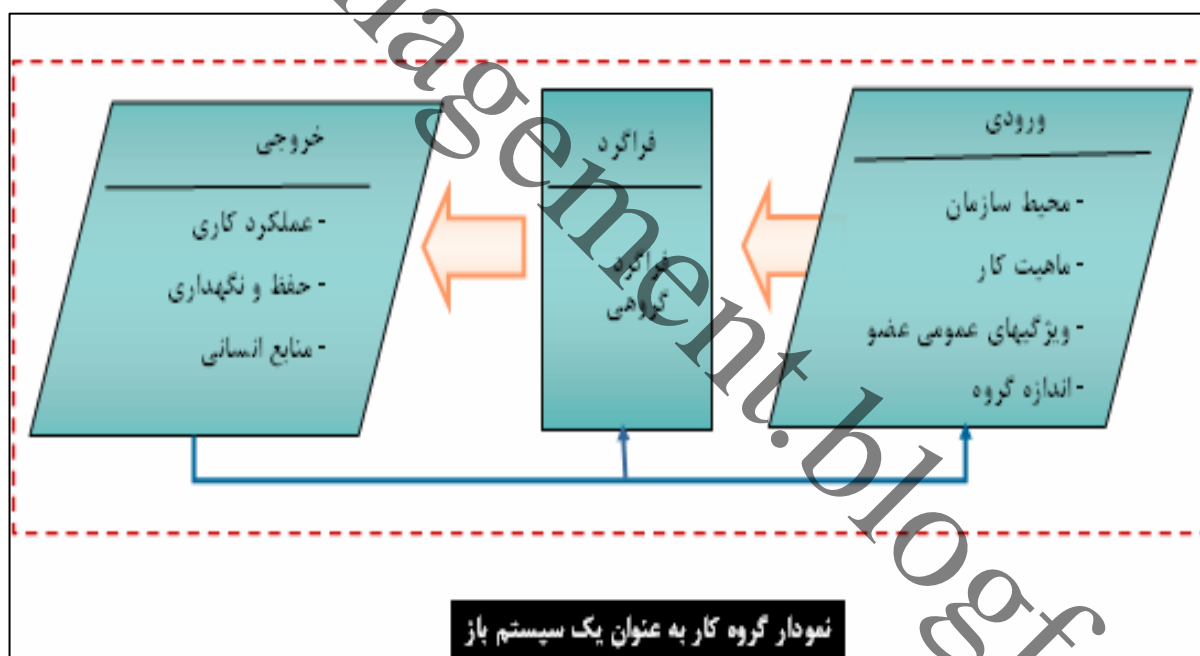 ورودی
- محیط سازمان
- ماهیت کار
- ویژگیهای عمومی عضو
- اندازه گروه
فراگرد
فراگرد
گروهی
خروجی
- عملکرد کاری
- حفظ و نگهداری
- منابع انسانی
نمودار گروه کار به عنوان یک سیستم باز
nagement.blogf